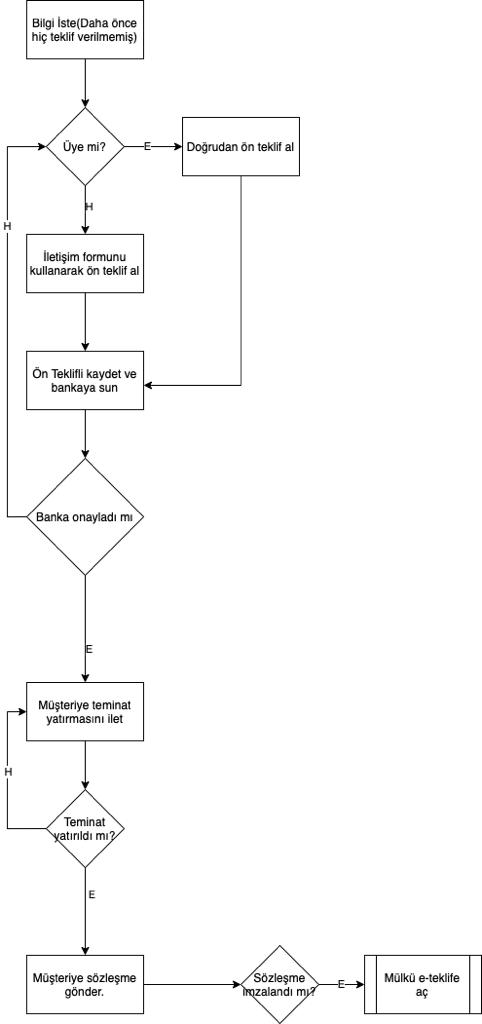 Bilgi İste(Daha önce
hiç teklif verilmemiş)
Üye mi?
E
Doğrudan ön teklif al
H
H
İletişim formunu
kullanarak ön teklif al
Ön Teklifli kaydet ve
bankaya sun
Banka onayladı mı
E
Müşteriye teminat
yatırmasını ilet
H
Teminat
yatırıldı mı?
E
Müşteriye sözleşme
gönder.
Sözleşme
imzalandı mı?
E
Mülkü e-teklife
aç